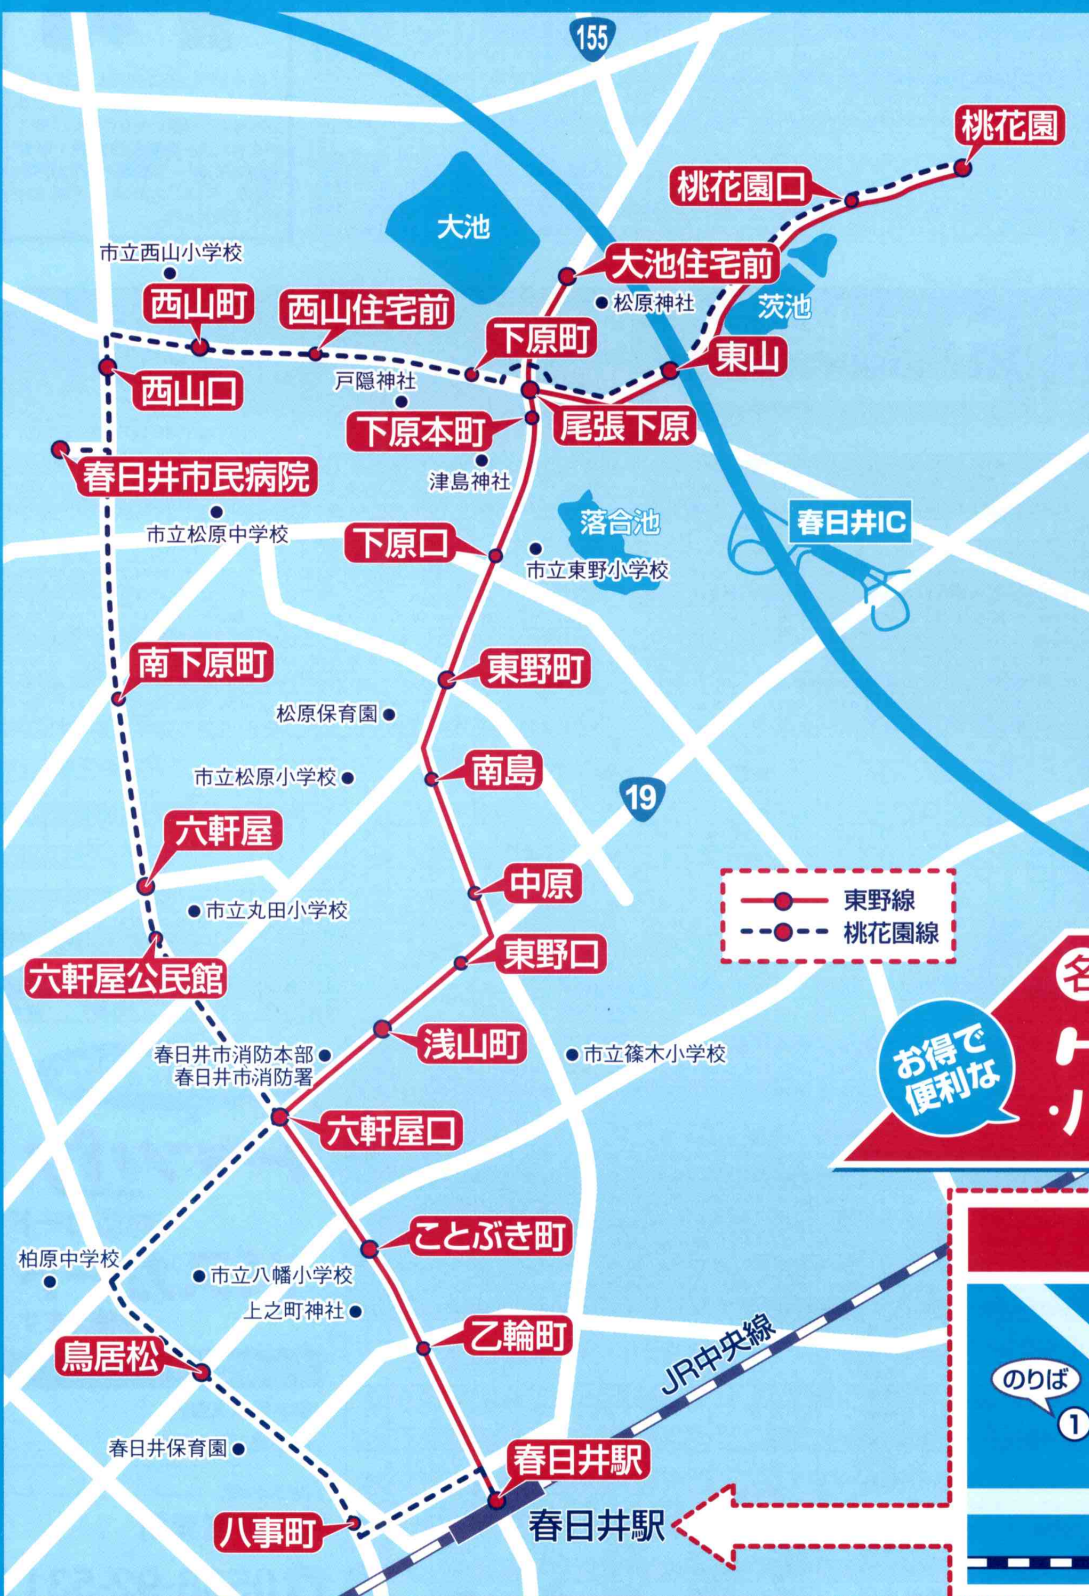 155
桃花園
桃花園口
大池
大池住宅前
市立西山小学校
松原神社
茨池
西山町
西山住宅前
下原町
東山
西山口
戸隠神社
下原本町
尾張下原
春日井市民病院
津島神社
市立松原中学校
落合池
春日井IC
下原口
市立東野小学校
南下原町
東野町
松原保育園
市立松原小学校
南島
19
六軒屋
中原
東野線
桃花園線
市立丸田小学校
東野口
六軒屋公民館
名
浅山町
お得で
便利な
春日井市消防本部
春日井市消防署
市立篠木小学校
六軒屋口
ことぶき町
柏原中学校
市立八幡小学校
上之町神社
乙輪町
鳥居松
JR中央線
のりば
1
春日井保育園
春日井駅
八事町
春日井駅